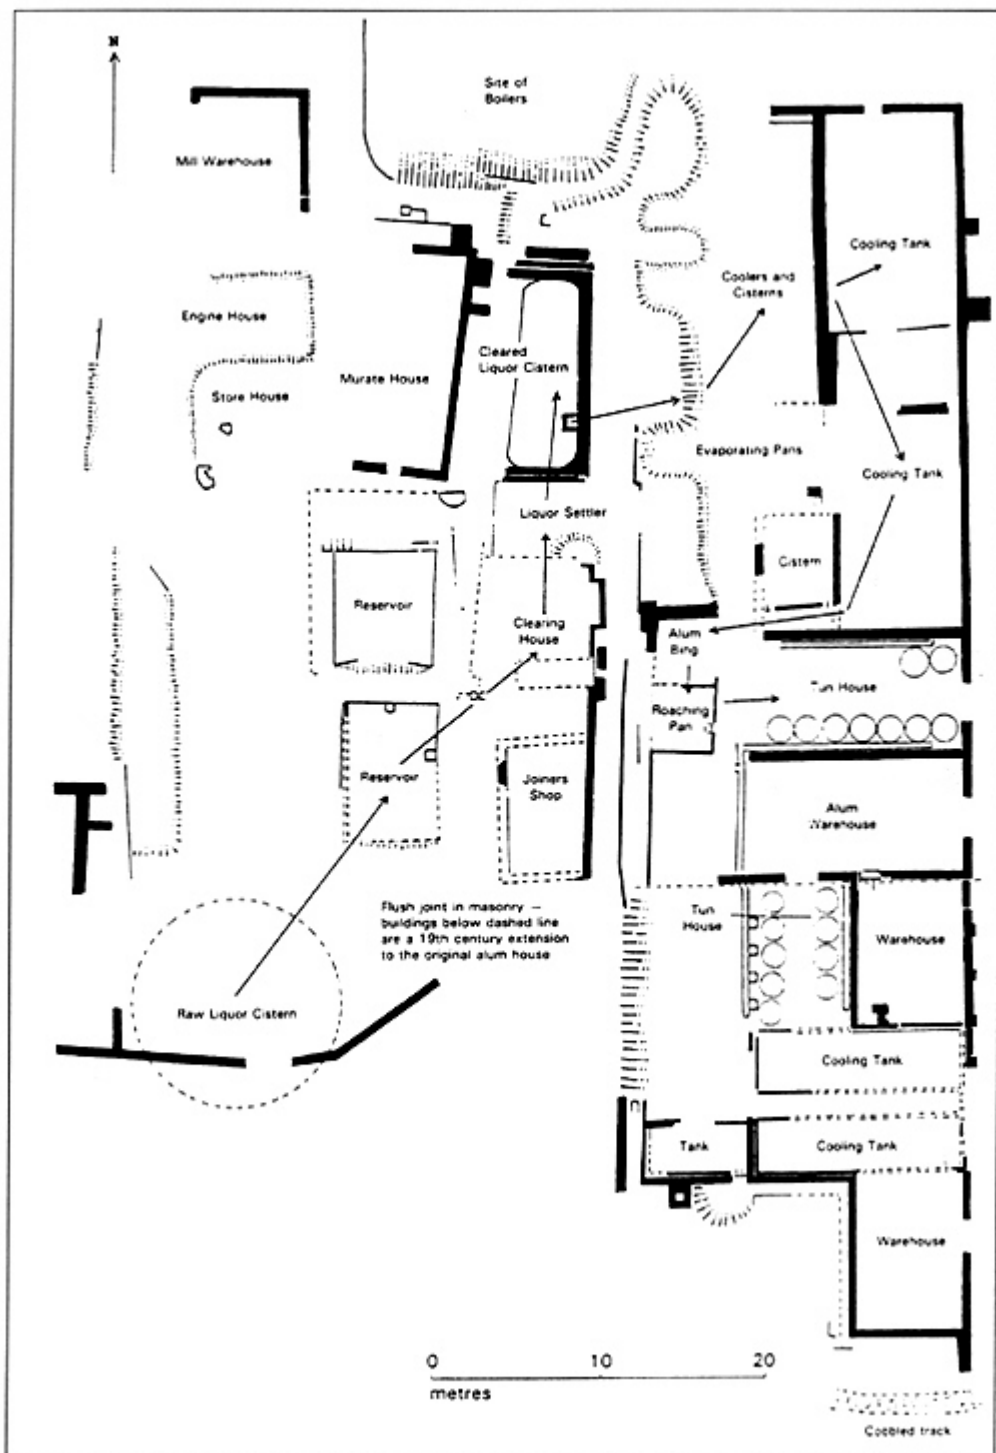 N
Site of
Boilers
Mill Warehouse
Cooling Tank
Coolers and
Cisterns
Engine House
Cleared
Liquor Cistern
Murate House
Store House
Evaporating Pans
Cooling Tank
Liquor Settler
Cistern
Reservoir
Clearing
House
Alum
Bing
Tun House
Roaching
Pan
Reservoir
Joiners
Shop
Alum
Warehouse
Flush joint in masonry –
buildings below dashed line
are a 19th century extension
to the original alum house
Tun
House
Warehouse
Raw Liquor Cistern
Cooling Tank
Tank
Cooling Tank
Warehouse
0 10 20
metres
Cobbled track